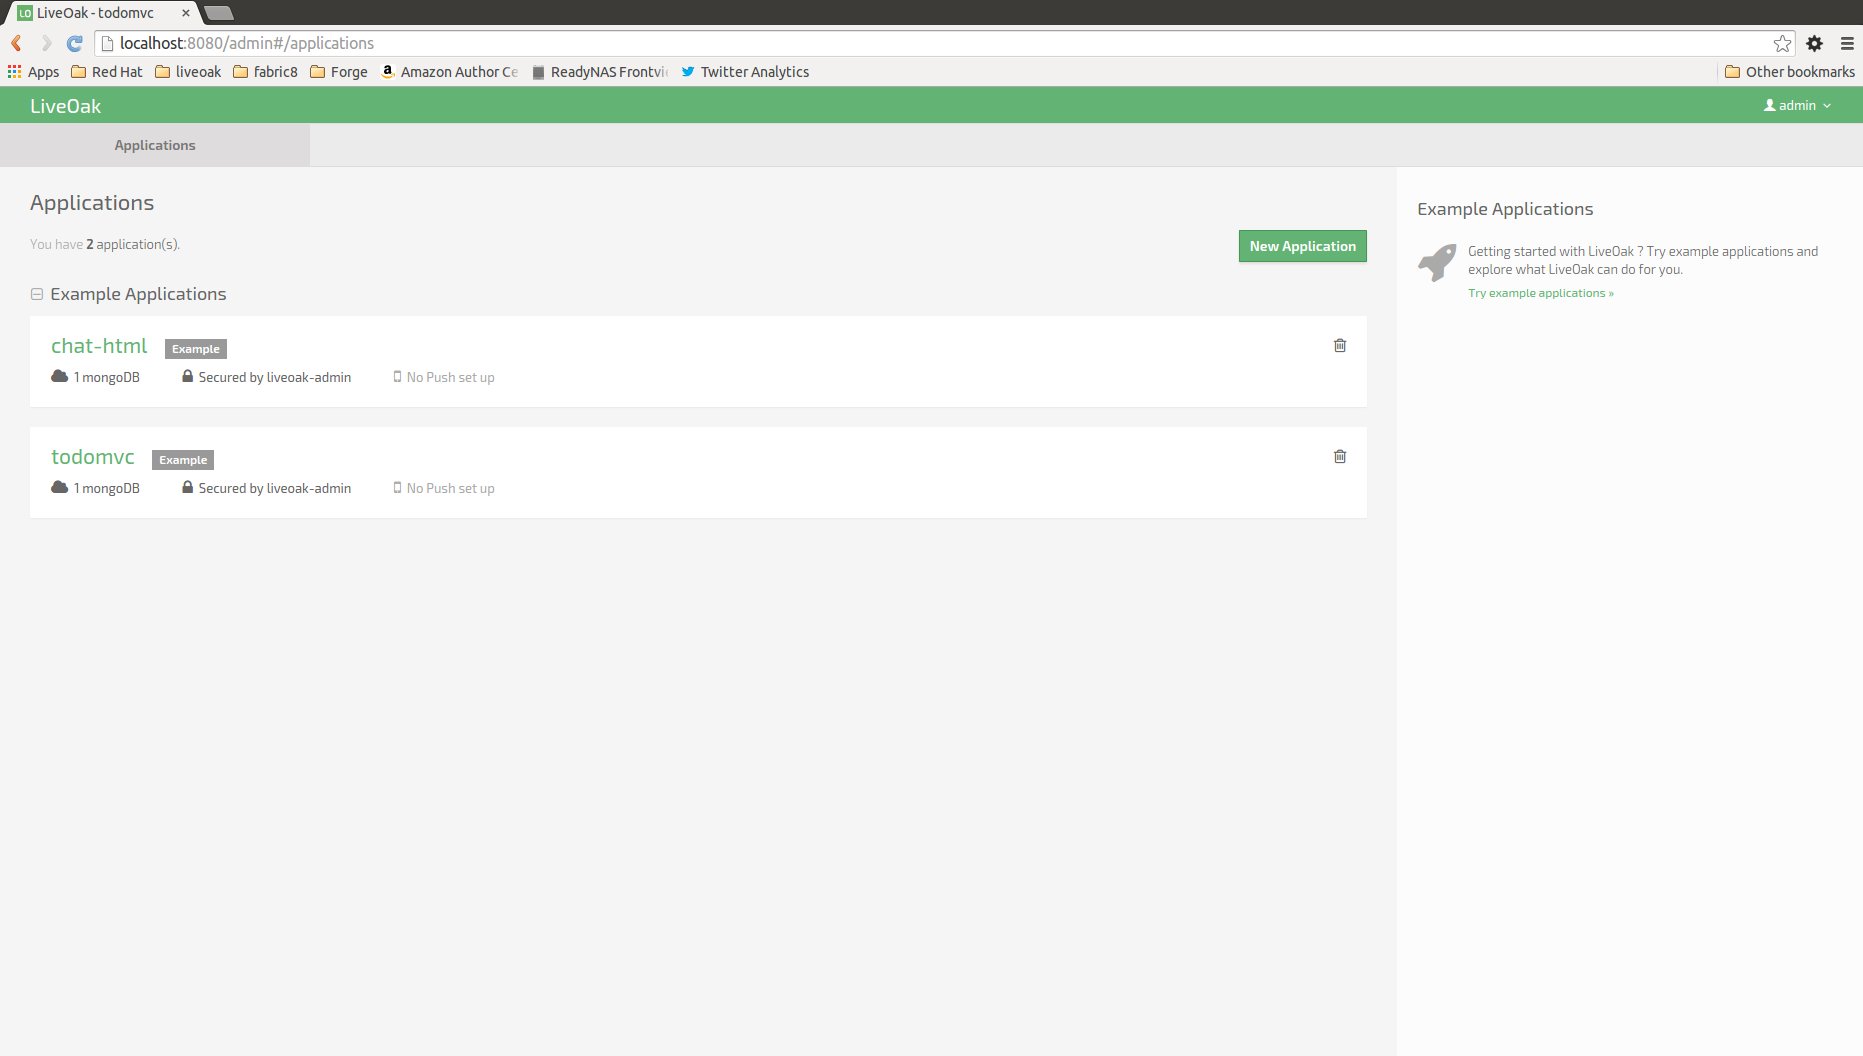 LiveOak - todomvc
localhost:8080/admin#/applications
Apps Red Hat liveoak fabric8 Forge Amazon Author Ce ReadyNAS Frontvi Twitter Analytics Other bookmarks
LiveOak admin
Applications
Applications
You have 2 application(s).
New Application
Example Applications
chat-html Example
1 mongoDB Secured by liveoak-admin No Push set up
todomvc Example
1 mongoDB Secured by liveoak-admin No Push set up
Example Applications
Getting started with LiveOak ? Try example applications and
explore what LiveOak can do for you.
Try example applications »